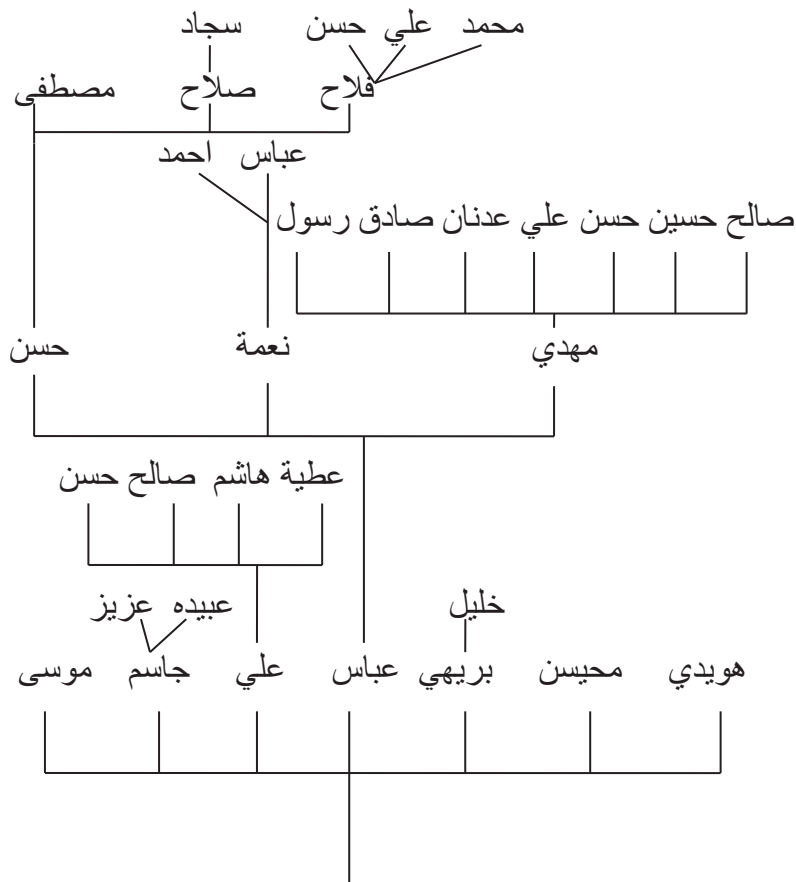 محمد علي حسن سجاد
فلاح صلاح مصطفى
عباس احمد
صالح حسين حسن علي عدنان صادق رسول
مهدي نعمة حسن
عطية هاشم صالح حسن
خليل عبيده عزيز
هويدي محيسن بريهي عباس علي جاسم موسى